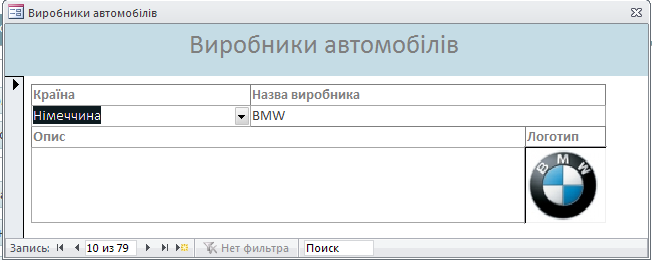 Виробники автомобілів
Виробники автомобілів
Країна Назва виробника
Німеччина BMW
Опис Логотип
BMW
Запись: 10 из 79 Нет фильтра Поиск